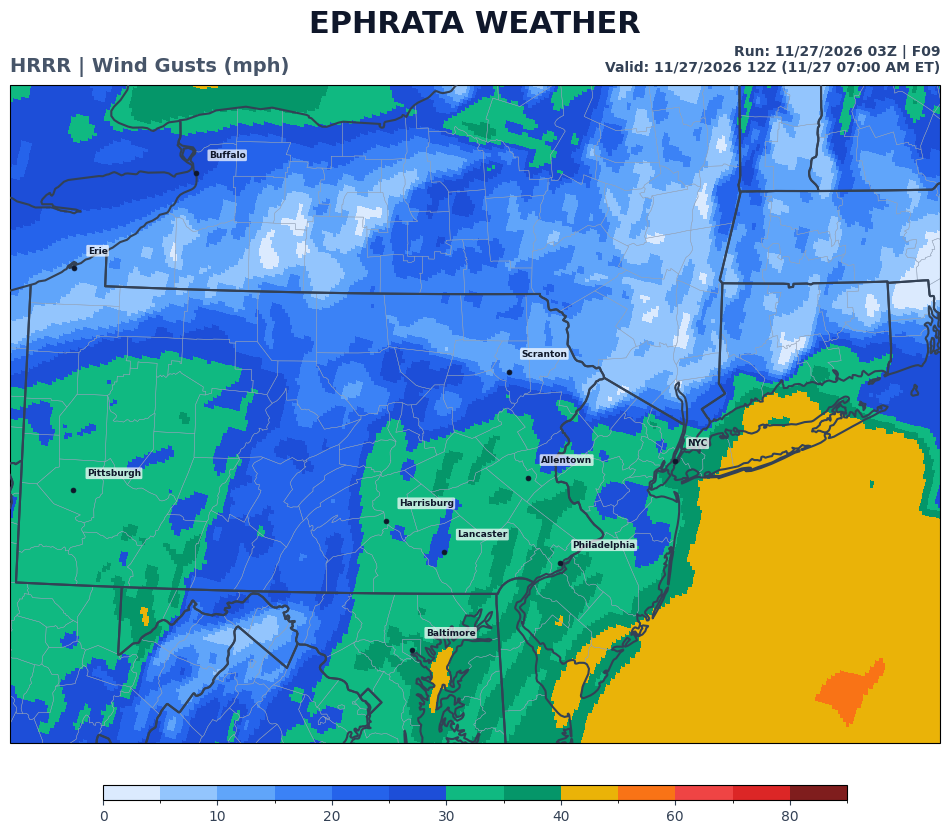 EPHRATA WEATHER
HRRR | Wind Gusts (mph)
Run: 11/27/2026 03Z | F09
Valid: 11/27/2026 12Z (11/27 07:00 AM ET)
Buffalo
Erie
Scranton
NYC
Allentown
Pittsburgh
Harrisburg
Lancaster
Philadelphia
Baltimore
0 10 20 30 40 50 60 70 80